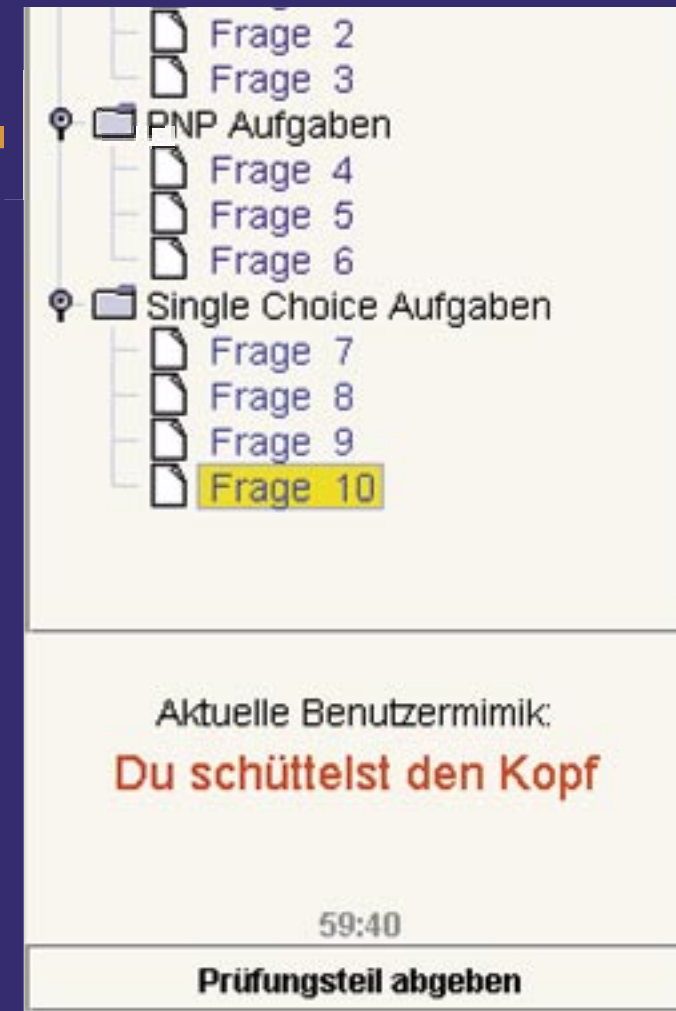 Frage 2
Frage 3
PNP Aufgaben
Frage 4
Frage 5
Frage 6
Single Choice Aufgaben
Frage 7
Frage 8
Frage 9
Frage 10
Aktuelle Benutzermimik:
Du schüttelst den Kopf
59:40
Prüfungsteil abgeben